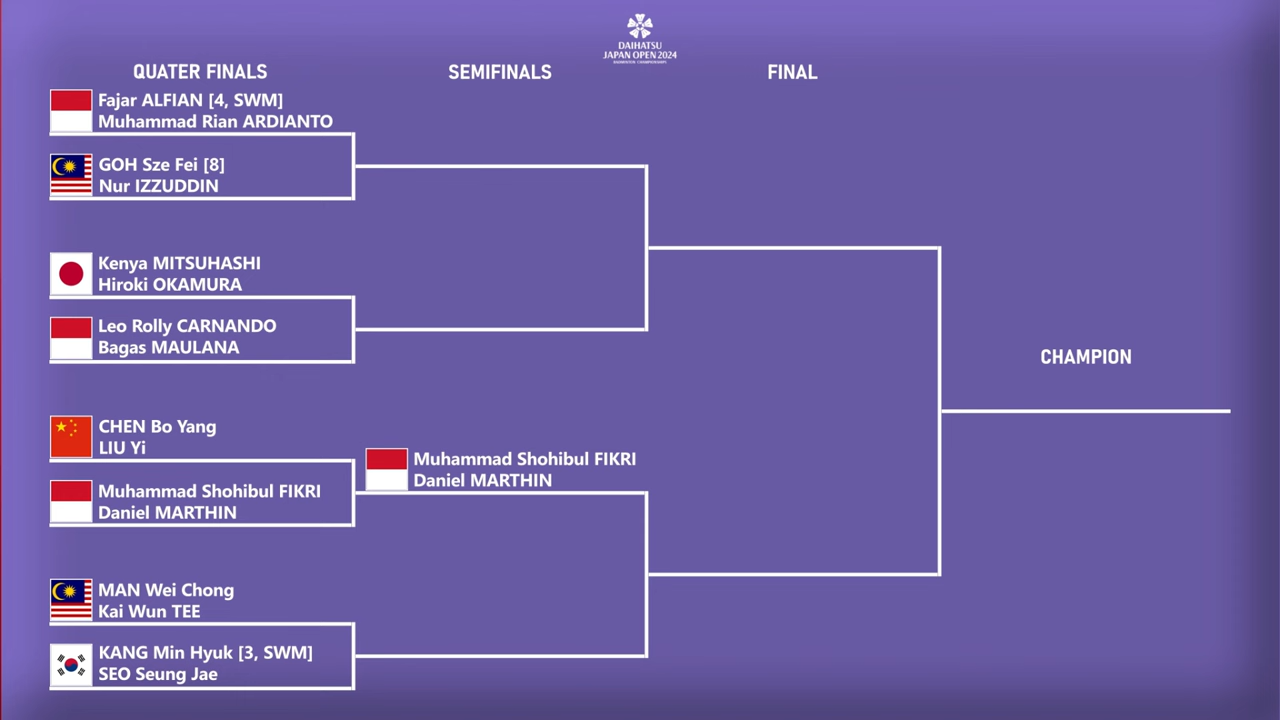 DAIHATSU
JAPAN OPEN 2024
BADMINTON CHAMPIONSHIPS
QUATER FINALS
SEMIFINALS
FINAL
Fajar ALFIAN [4, SWM]
Muhammad Rian ARDIANTO
GOH Sze Fei [8]
Nur IZZUDDIN
Kenya MITSUHASHI
Hiroki OKAMURA
Leo Rolly CARNANDO
Bagas MAULANA
CHEN Bo Yang
LIU Yi
Muhammad Shohibul FIKRI
Daniel MARTHIN
MAN Wei Chong
Kai Wun TEE
KANG Min Hyuk [3, SWM]
SEO Seung Jae
Muhammad Shohibul FIKRI
Daniel MARTHIN
CHAMPION